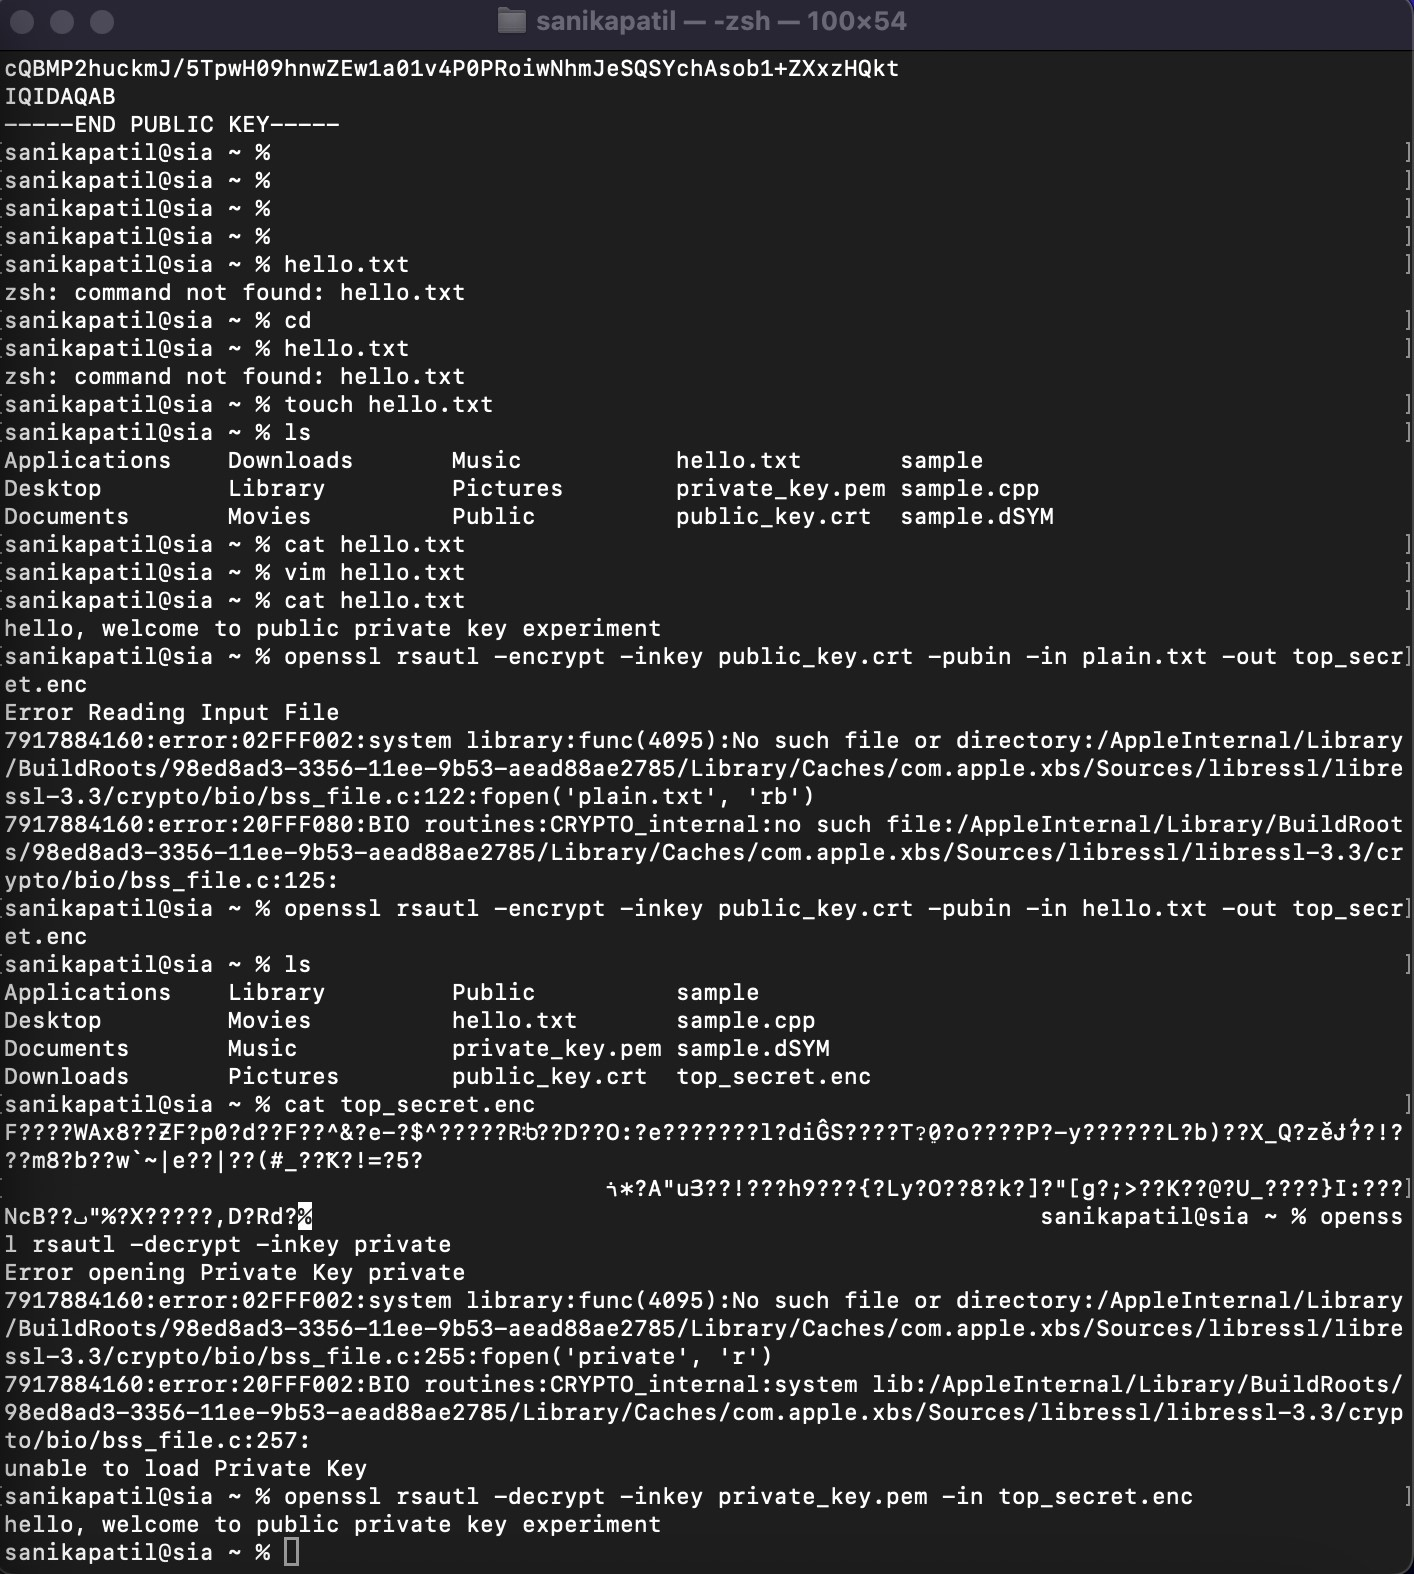 sanikapatil — -zsh — 100×54
cQBMP2huckmJ/5TpwH09hnwZEw1a01v4P0PRoiwNhmJeSQSYchAsob1+ZXxzHQkt
IQIDAQAB
-----END PUBLIC KEY-----
sanikapatil@sia ~ %
sanikapatil@sia ~ %
sanikapatil@sia ~ %
sanikapatil@sia ~ %
sanikapatil@sia ~ % hello.txt
zsh: command not found: hello.txt
sanikapatil@sia ~ % cd
sanikapatil@sia ~ % hello.txt
zsh: command not found: hello.txt
sanikapatil@sia ~ % touch hello.txt
sanikapatil@sia ~ % ls
Applications    Downloads       Music           hello.txt       sample
Desktop         Library         Pictures        private_key.pem sample.cpp
Documents       Movies          Public          public_key.crt  sample.dSYM
sanikapatil@sia ~ % cat hello.txt
sanikapatil@sia ~ % vim hello.txt
sanikapatil@sia ~ % cat hello.txt
hello, welcome to public private key experiment
sanikapatil@sia ~ % openssl rsautl -encrypt -inkey public_key.crt -pubin -in plain.txt -out top_secr
et.enc
Error Reading Input File
7917884160:error:02FFF002:system library:func(4095):No such file or directory:/AppleInternal/Library
/BuildRoots/98ed8ad3-3356-11ee-9b53-aead88ae2785/Library/Caches/com.apple.xbs/Sources/libressl/libre
ssl-3.3/crypto/bio/bss_file.c:122:fopen('plain.txt', 'rb')
7917884160:error:20FFF080:BIO routines:CRYPTO_internal:no such file:/AppleInternal/Library/BuildRoot
s/98ed8ad3-3356-11ee-9b53-aead88ae2785/Library/Caches/com.apple.xbs/Sources/libressl/libressl-3.3/cr
ypto/bio/bss_file.c:125:
sanikapatil@sia ~ % openssl rsautl -encrypt -inkey public_key.crt -pubin -in hello.txt -out top_secr
et.enc
sanikapatil@sia ~ % ls
Applications    Library         Public          sample
Desktop         Movies          hello.txt       sample.cpp
Documents       Music           private_key.pem sample.dSYM
Downloads       Pictures        public_key.crt  top_secret.enc
sanikapatil@sia ~ % cat top_secret.enc
??m8?b??w`~|e??|??(#_??K?!=?5?
sanikapatil@sia ~ % openss
l rsautl -decrypt -inkey private
Error opening Private Key private
7917884160:error:02FFF002:system library:func(4095):No such file or directory:/AppleInternal/Library
/BuildRoots/98ed8ad3-3356-11ee-9b53-aead88ae2785/Library/Caches/com.apple.xbs/Sources/libressl/libre
ssl-3.3/crypto/bio/bss_file.c:255:fopen('private', 'r')
7917884160:error:20FFF002:BIO routines:CRYPTO_internal:system lib:/AppleInternal/Library/BuildRoots/
98ed8ad3-3356-11ee-9b53-aead88ae2785/Library/Caches/com.apple.xbs/Sources/libressl/libressl-3.3/cryp
to/bio/bss_file.c:257:
unable to load Private Key
sanikapatil@sia ~ % openssl rsautl -decrypt -inkey private_key.pem -in top_secret.enc
hello, welcome to public private key experiment
sanikapatil@sia ~ %